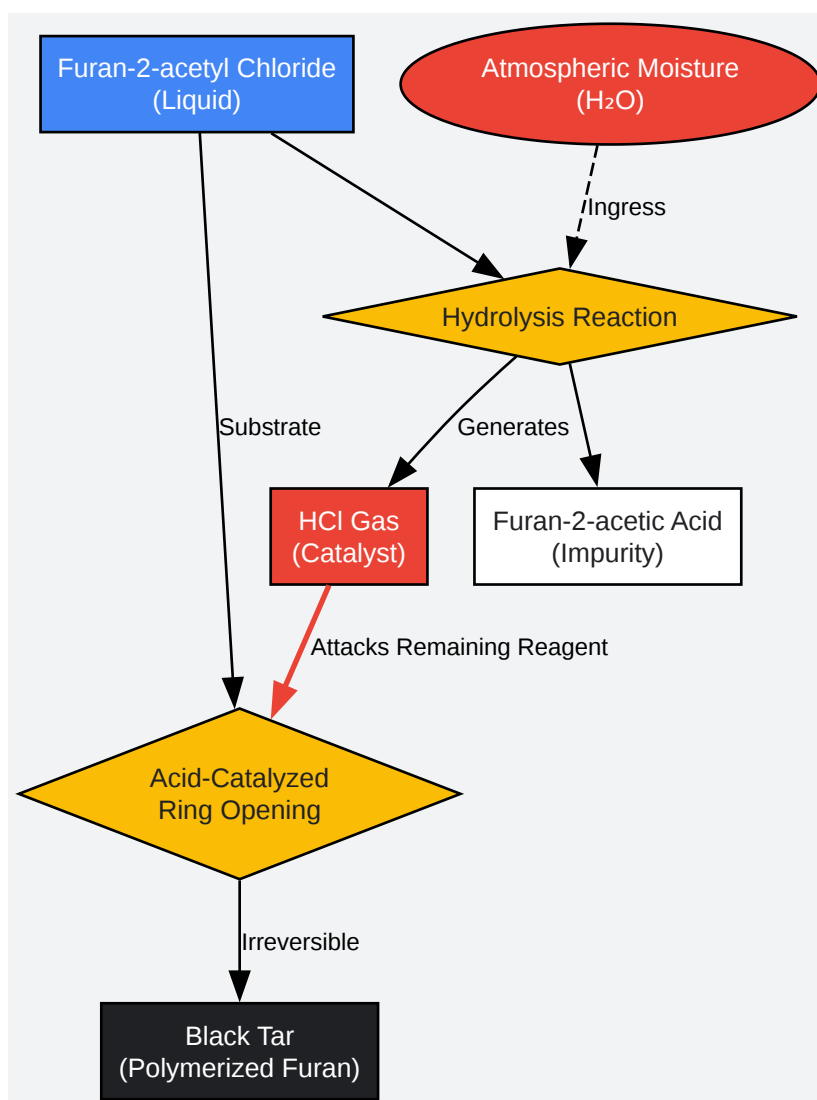 Furan-2-acetyl Chloride
(Liquid)
Atmospheric Moisture
(H₂O)
Ingress
Hydrolysis Reaction
Substrate
Generates
HCl Gas
(Catalyst)
Furan-2-acetic Acid
(Impurity)
Attacks Remaining Reagent
Acid-Catalyzed
Ring Opening
Irreversible
Black Tar
(Polymerized Furan)